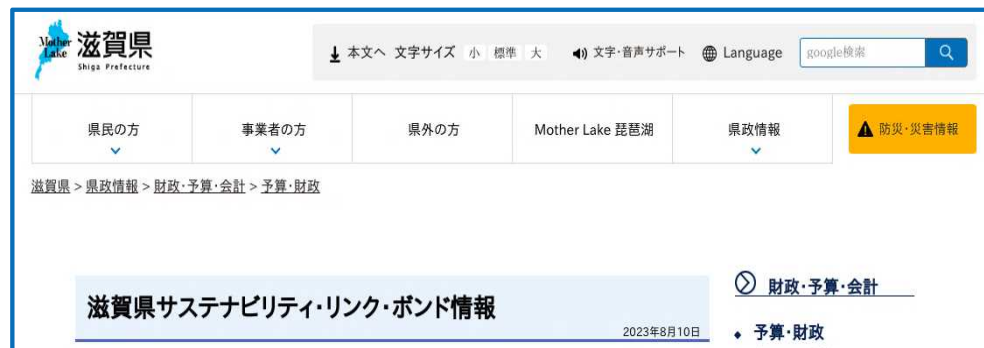 Mother Lake
滋賀県
Shiga Prefecture
本文へ 文字サイズ 小 標準 大 文字・音声サポート Language google検索
県民の方 事業者の方 県外の方 Mother Lake 琵琶湖 県政情報 防災・災害情報
滋賀県 > 県政情報 > 財政・予算・会計 > 予算・財政
滋賀県サステナビリティ・リンク・ボンド情報
2023年8月10日
財政・予算・会計
予算・財政